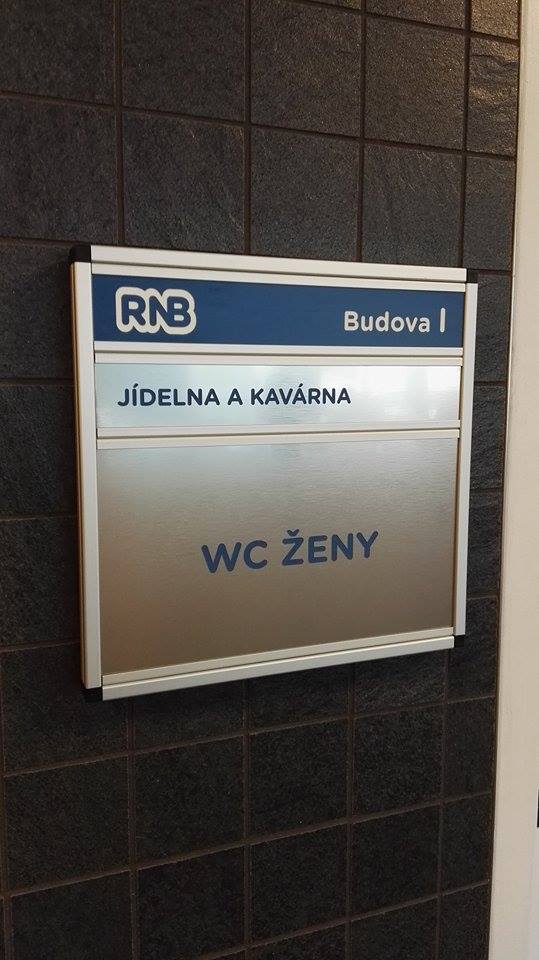 RNB
Budova I
JÍDELNA A KAVÁRNA
WC ŽENY